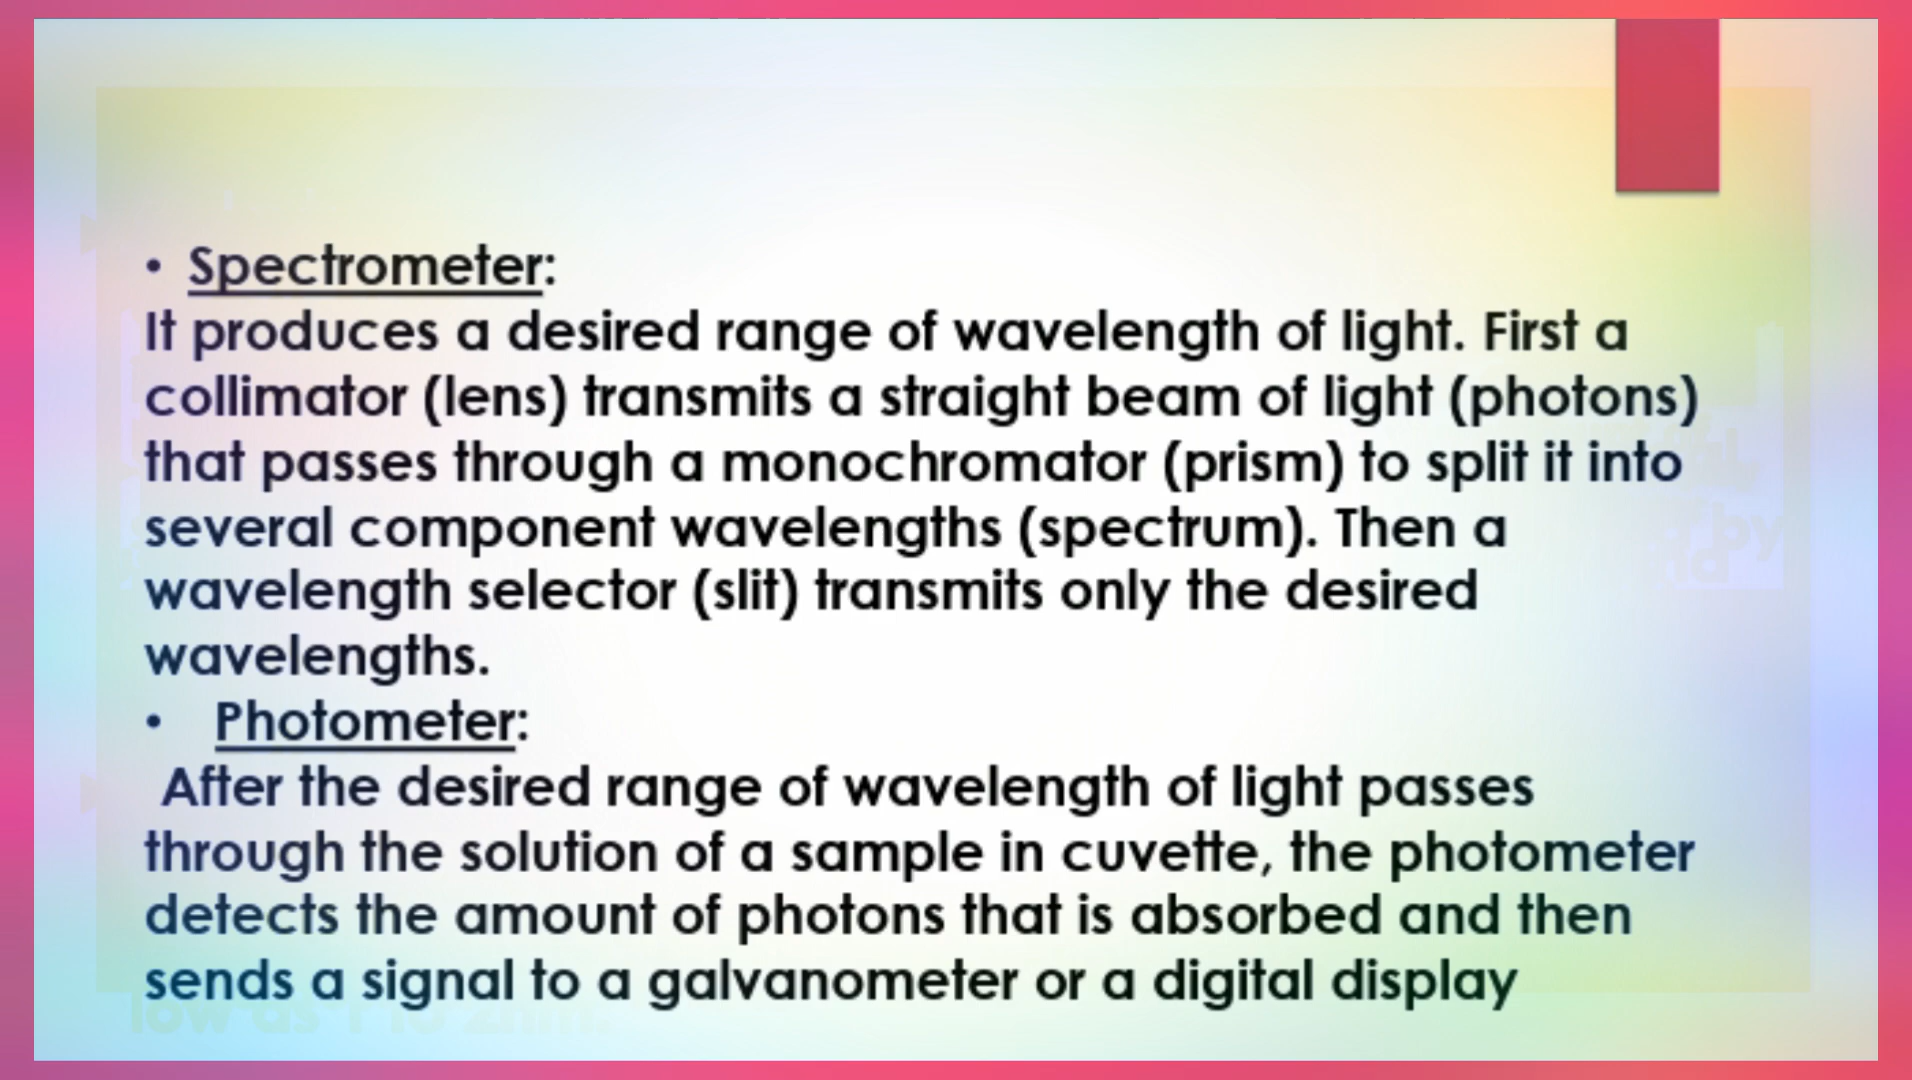 • Spectrometer:
It produces a desired range of wavelength of light. First a
collimator (lens) transmits a straight beam of light (photons)
that passes through a monochromator (prism) to split it into
several component wavelengths (spectrum). Then a
wavelength selector (slit) transmits only the desired
wavelengths.
• Photometer:
After the desired range of wavelength of light passes
through the solution of a sample in cuvette, the photometer
detects the amount of photons that is absorbed and then
sends a signal to a galvanometer or a digital display